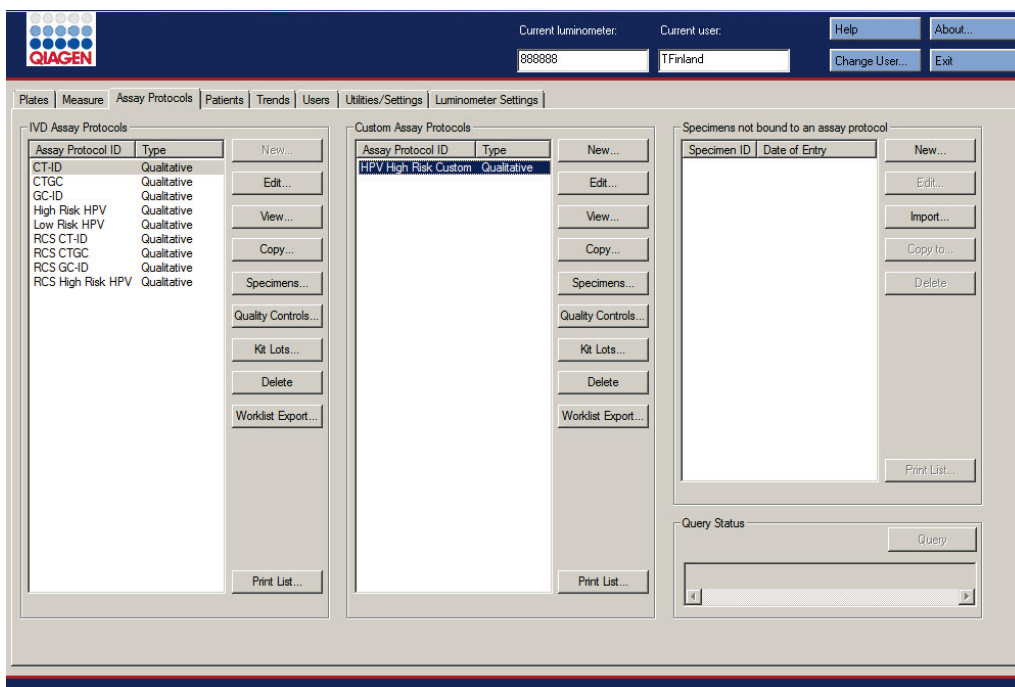 QIAGEN
Current luminometer:
888888
Current user:
TFinland
Help
About...
Change User...
Exit
Plates
Measure
Assay Protocols
Patients
Trends
Users
Utilities/Settings
Luminometer Settings
IVD Assay Protocols
Assay Protocol ID Type
CT-ID Qualitative
CTGC Qualitative
GC-ID Qualitative
High Risk HPV Qualitative
Low Risk HPV Qualitative
RCS CT-ID Qualitative
RCS CTGC Qualitative
RCS GC-ID Qualitative
RCS High Risk HPV Qualitative
New...
Edit...
View...
Copy...
Specimens...
Quality Controls...
Kit Lots...
Delete
Worklist Export...
Print List...
Custom Assay Protocols
Assay Protocol ID Type
HPV High Risk Custom Qualitative
New...
Edit...
View...
Copy...
Specimens...
Quality Controls...
Kit Lots...
Delete
Worklist Export...
Print List...
Specimens not bound to an assay protocol
Specimen ID Date of Entry
New...
Edit...
Import...
Copy to...
Delete
Print List...
Query Status
Query